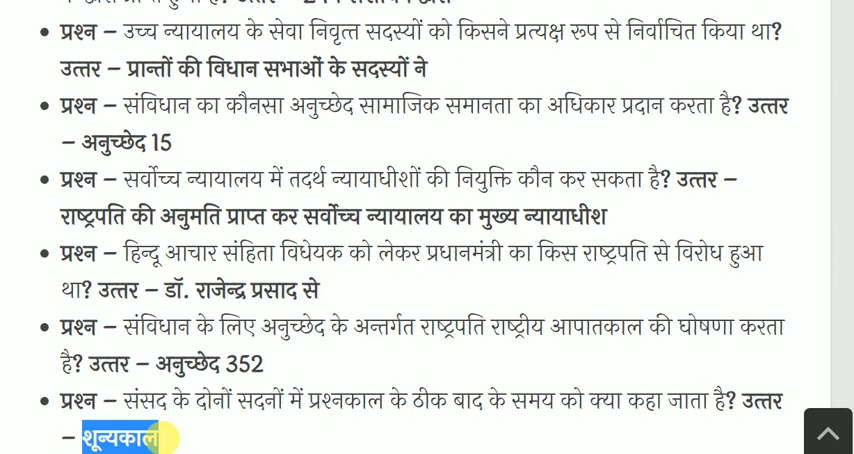 उत्तर –
प्रश्न – उच्च न्यायालय के सेवा निवृत्त सदस्यों को किसने प्रत्यक्ष रूप से निर्वाचित किया था?
उत्तर – प्रान्तों की विधान सभाओं के सदस्यों ने
प्रश्न – संविधान का कौनसा अनुच्छेद सामाजिक समानता का अधिकार प्रदान करता है? उत्तर
– अनुच्छेद 15
प्रश्न – सर्वोच्च न्यायालय में तदर्थ न्यायाधीशों की नियुक्ति कौन कर सकता है? उत्तर –
राष्ट्रपति की अनुमति प्राप्त कर सर्वोच्च न्यायालय का मुख्य न्यायाधीश
प्रश्न – हिन्दू आचार संहिता विधेयक को लेकर प्रधानमंत्री का किस राष्ट्रपति से विरोध हुआ
था? उत्तर – डॉ. राजेन्द्र प्रसाद से
प्रश्न – संविधान के लिए अनुच्छेद के अन्तर्गत राष्ट्रपति राष्ट्रीय आपातकाल की घोषणा करता
है? उत्तर – अनुच्छेद 352
प्रश्न – संसद के दोनों सदनों में प्रश्नकाल के ठीक बाद के समय को क्या कहा जाता है? उत्तर
– शून्यकाल